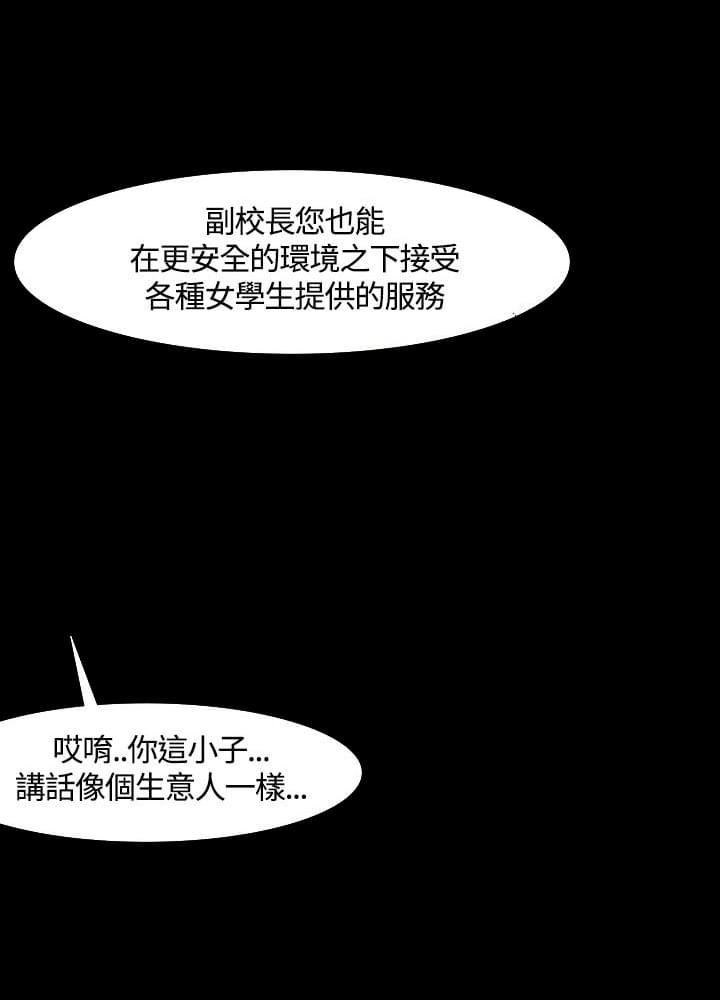 副校長您也能
在更安全的環境之下接受
各種女學生提供的服務
哎唷..你這小子...
講話像個生意人一樣...